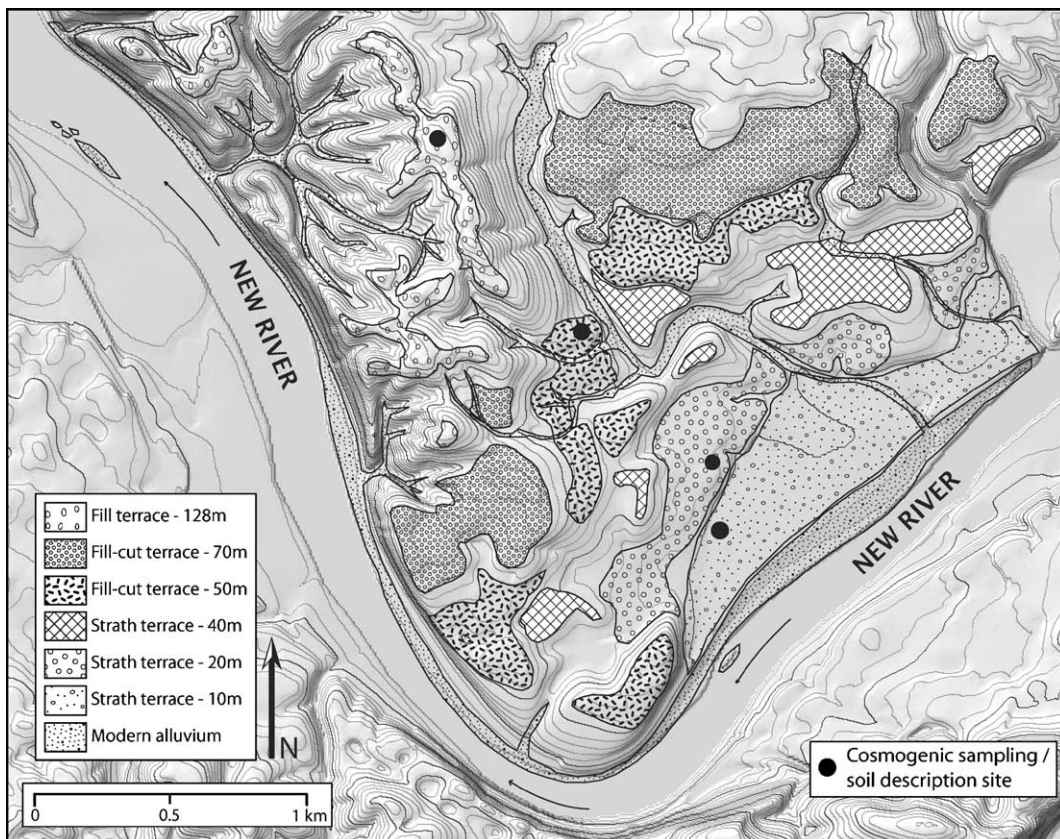 NEW RIVER
NEW RIVER
Fill terrace - 128m
Fill-cut terrace - 70m
Fill-cut terrace - 50m
Strath terrace - 40m
Strath terrace - 20m
Strath terrace - 10m
Modern alluvium
N
0 0.5 1 km
Cosmogenic sampling /
soil description site